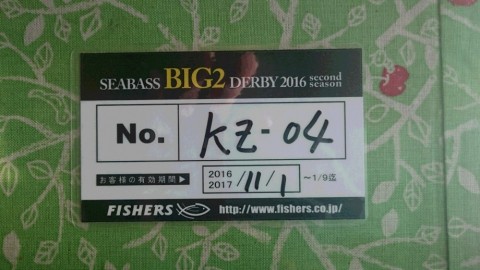 SEABASS BIG2 DERBY 2016 second season
No. KZ-04
お客様の有効期間▶ 2016 2017 /11/1 ~1/9迄
FISHERS http://www.fishers.co.jp/